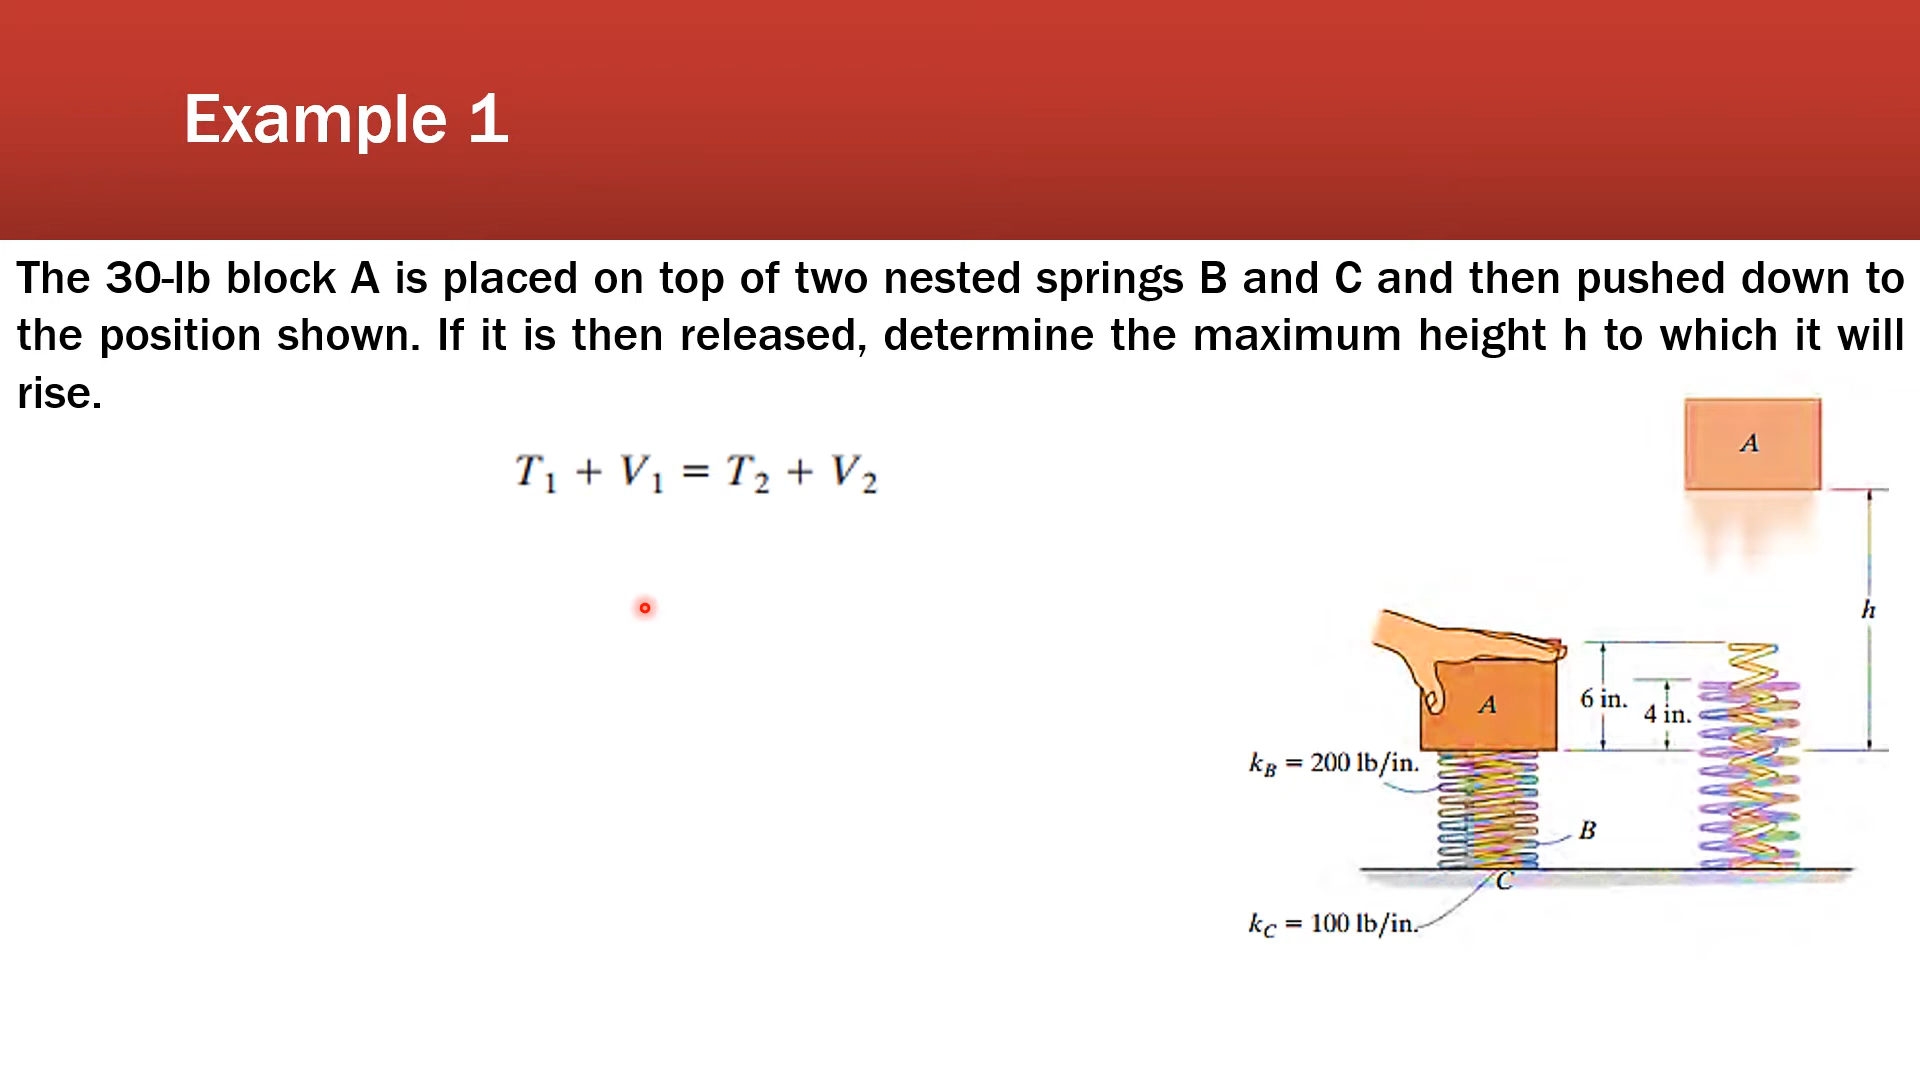 Example 1
The 30-lb block A is placed on top of two nested springs B and C and then pushed down to
the position shown. If it is then released, determine the maximum height h to which it will
rise.
T₁ + V₁ = T₂ + V₂
A
h
A
6 in.
4 in.
k_B = 200 lb/in.
B
C
k_C = 100 lb/in.